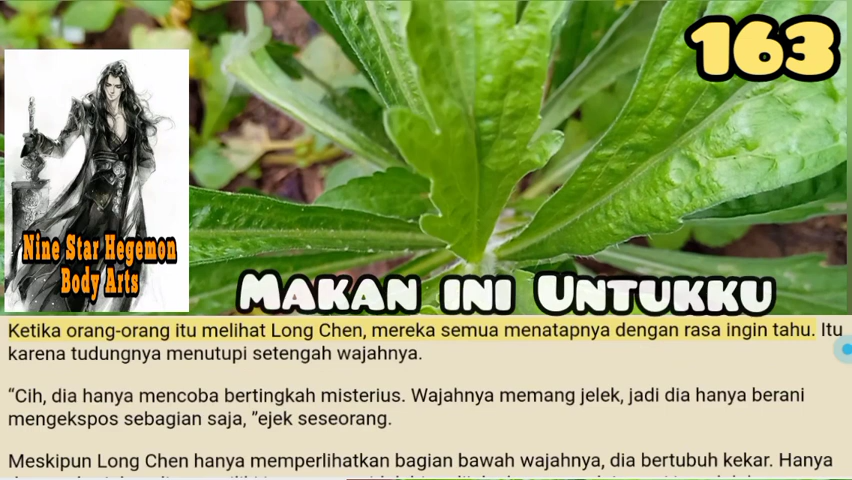 163
Nine Star Hegemon
Body Arts
Makan ini Untukku
Ketika orang-orang itu melihat Long Chen, mereka semua menatapnya dengan rasa ingin tahu. Itu
karena tudungnya menutupi setengah wajahnya.
“Cih, dia hanya mencoba bertingkah misterius. Wajahnya memang jelek, jadi dia hanya berani
mengekspos sebagian saja, ”ejek seseorang.
Meskipun Long Chen hanya memperlihatkan bagian bawah wajahnya, dia bertubuh kekar. Hanya